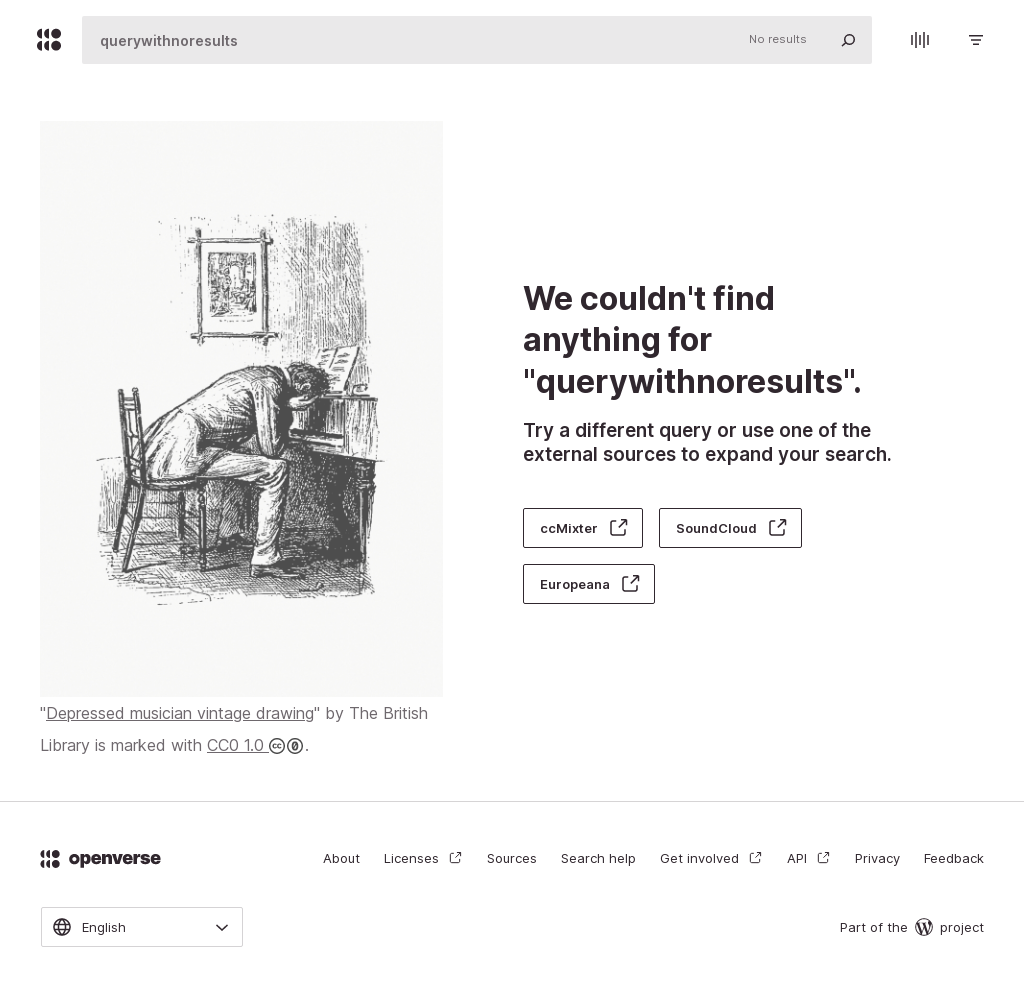 querywithnoresults
No results
We couldn't find
anything for
"querywithnoresults".
Try a different query or use one of the
external sources to expand your search.
ccMixter
SoundCloud
Europeana
"Depressed musician vintage drawing" by The British
Library is marked with CC0 1.0.
openverse
About
Licenses
Sources
Search help
Get involved
API
Privacy
Feedback
English
Part of the
project